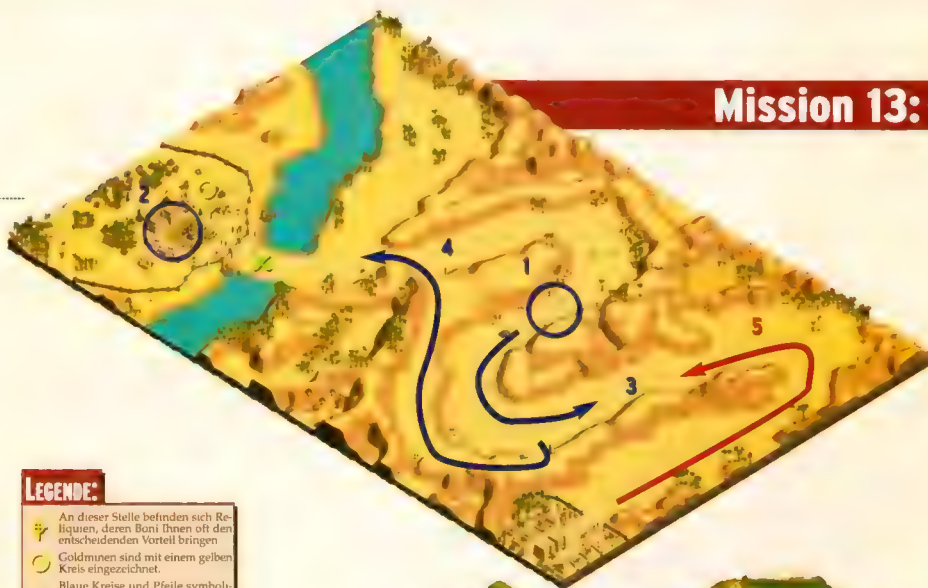 Mission 13:
2
4
1
5
3
LEGENDE:
An dieser Stelle befinden sich Re-
liquien, deren Boni Ihnen oft den
entscheidenden Vorteil bringen
Goldminen sind mit einem gelben
Kreis eingezeichnet.
Blaue Kreise und Pfeile symboli-